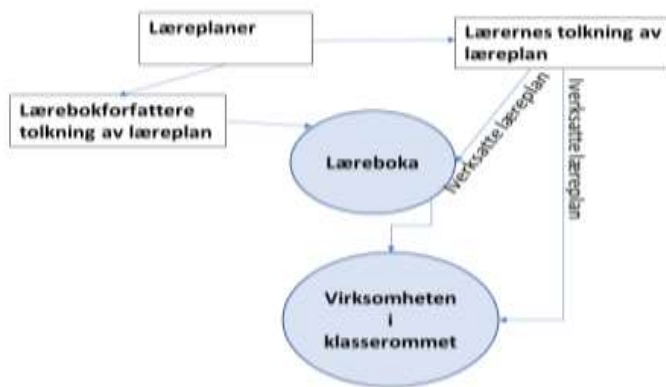 Læreplaner
Lærernes tolkning av
læreplan
Lærebokforfattere
tolkning av læreplan
Læreboka
Iverksatte læreplan
Iverksatte læreplan
Virksomheten
i
klasserommet